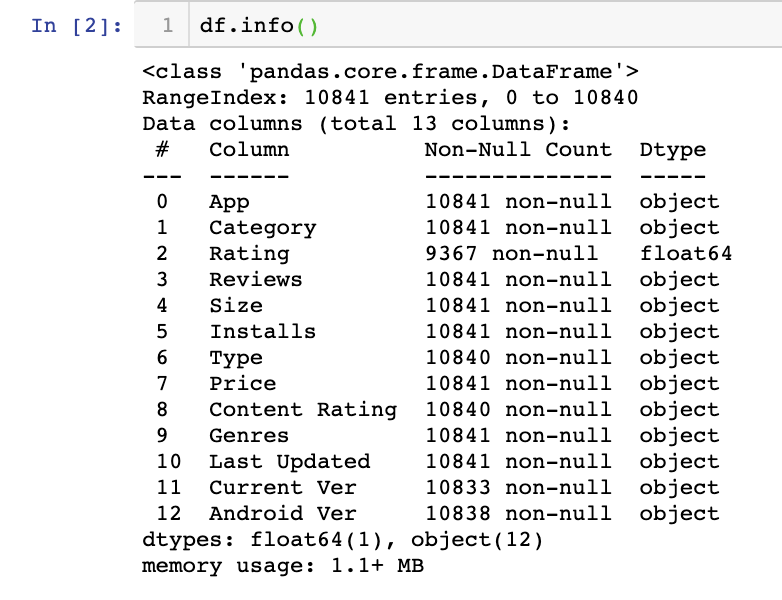 In [2]: 1 df.info()
<class 'pandas.core.frame.DataFrame'>
RangeIndex: 10841 entries, 0 to 10840
Data columns (total 13 columns):
 #   Column          Non-Null Count  Dtype
---  ------          --------------  -----
 0   App             10841 non-null  object
 1   Category        10841 non-null  object
 2   Rating          9367 non-null   float64
 3   Reviews         10841 non-null  object
 4   Size            10841 non-null  object
 5   Installs        10841 non-null  object
 6   Type            10840 non-null  object
 7   Price           10841 non-null  object
 8   Content Rating  10840 non-null  object
 9   Genres          10841 non-null  object
 10  Last Updated    10841 non-null  object
 11  Current Ver     10833 non-null  object
 12  Android Ver     10838 non-null  object
dtypes: float64(1), object(12)
memory usage: 1.1+ MB